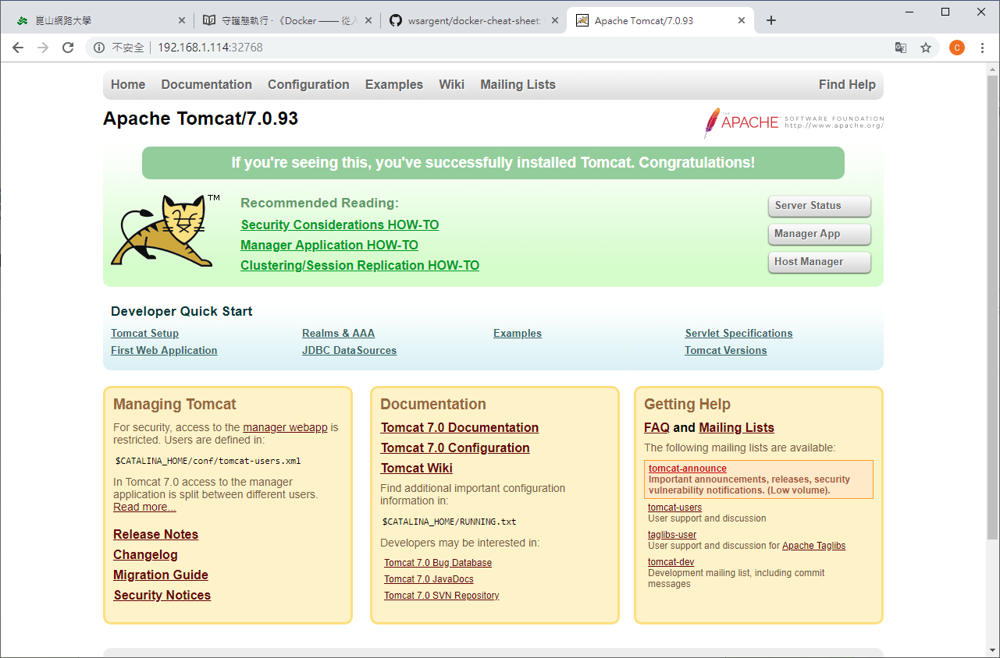 崑山網路大學
守護態執行 · 《Docker —— 從入
wsargent/docker-cheat-sheet:
Apache Tomcat/7.0.93
不安全
192.168.1.114:32768
C
Home Documentation Configuration Examples Wiki Mailing Lists Find Help
Apache Tomcat/7.0.93
THE APACHE SOFTWARE FOUNDATION
http://www.apache.org/
If you're seeing this, you've successfully installed Tomcat. Congratulations!
TM
Recommended Reading:
Security Considerations HOW-TO
Manager Application HOW-TO
Clustering/Session Replication HOW-TO
Server Status
Manager App
Host Manager
Developer Quick Start
Tomcat Setup Realms & AAA Examples Servlet Specifications
First Web Application JDBC DataSources Tomcat Versions
Managing Tomcat
For security, access to the manager webapp is
restricted. Users are defined in:
$CATALINA_HOME/conf/tomcat-users.xml
In Tomcat 7.0 access to the manager
application is split between different users.
Read more...
Release Notes
Changelog
Migration Guide
Security Notices
Documentation
Tomcat 7.0 Documentation
Tomcat 7.0 Configuration
Tomcat Wiki
Find additional important configuration
information in:
$CATALINA_HOME/RUNNING.txt
Developers may be interested in:
Tomcat 7.0 Bug Database
Tomcat 7.0 JavaDocs
Tomcat 7.0 SVN Repository
Getting Help
FAQ and Mailing Lists
The following mailing lists are available:
tomcat-announce
Important announcements, releases, security
vulnerability notifications. (Low volume).
tomcat-users
User support and discussion
taglibs-user
User support and discussion for Apache Taglibs
tomcat-dev
Development mailing list, including commit
messages